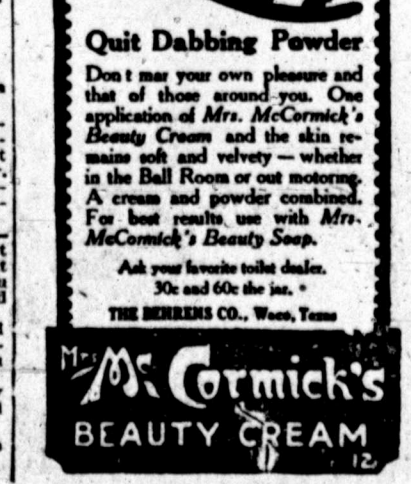 Quit Dabbing Powder
Don't mar your own pleasure and
that of those around you. One
application of Mrs. McCormick's
Beauty Cream and the skin re-
mains soft and velvety — whether
in the Ball Room or out motoring.
A cream and powder combined.
For best results use with Mrs.
McCormick's Beauty Soap.
Ask your favorite toilet dealer.
30c and 60c the jar.
THE BEHRENS CO., Waco, Texas
Mrs. McCormick's
BEAUTY CREAM
12